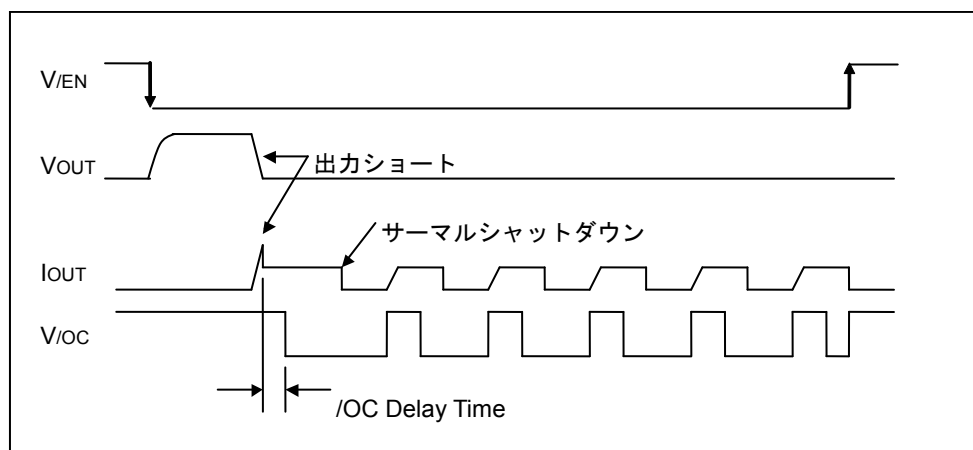 V/EN
VOUT
出力ショート
サーマルシャットダウン
IOUT
V/OC
/OC Delay Time